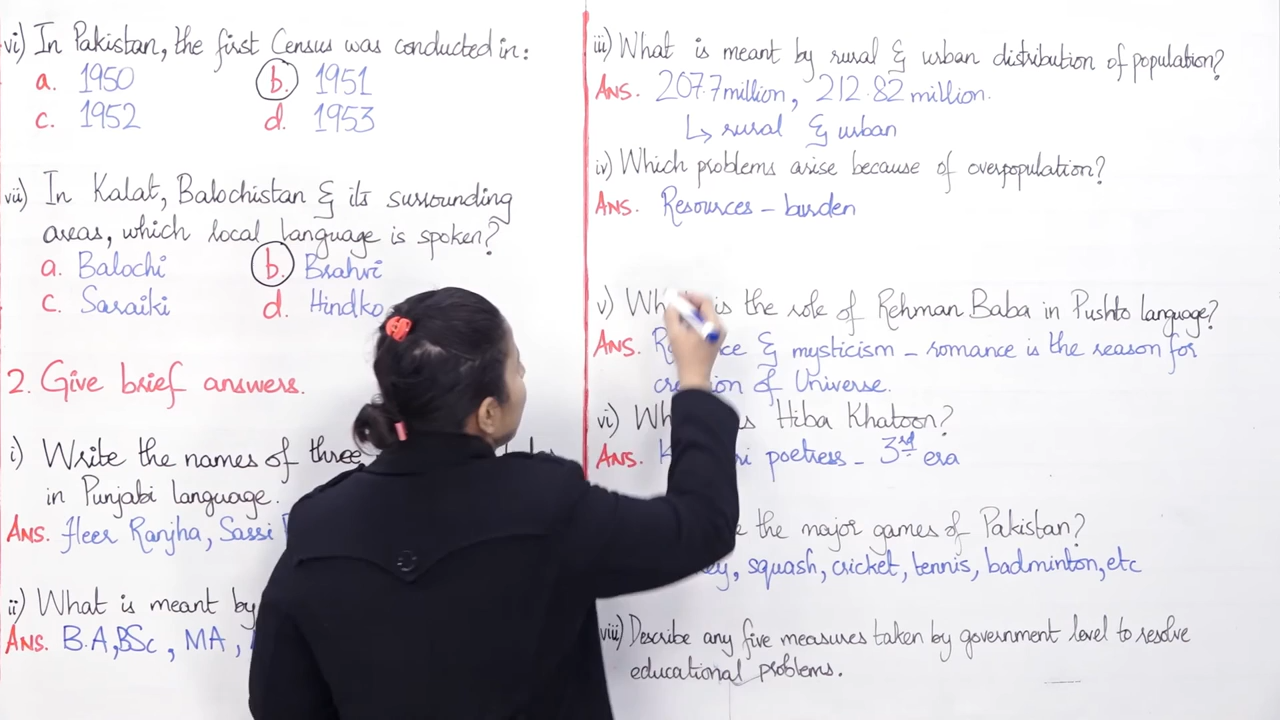 vi) In Pakistan, the first Census was conducted in:
a. 1950 b. 1951
c. 1952 d. 1953
vii) In Kalat, Balochistan & its surrounding
areas, which local language is spoken?
a. Balochi b. Brahvi
c. Saraiki d. Hindko
2. Give brief answers.
i) Write the names of three
in Punjabi language.
Ans. Heer Ranjha, Sassi
ii) What is meant by
Ans. B.A, BSc, MA,
iii) What is meant by rural & urban distribution of population?
Ans. 207.7 million, 212.82 million.
↳ rural & urban
iv) Which problems arise because of overpopulation?
Ans. Resources - burden
v) What is the role of Rehman Baba in Pushto language?
Ans. & mysticism - romance is the reason for
of Universe.
vi) Hiba Khatoon?
Ans. poetress - 3rd era
the major games of Pakistan?
squash, cricket, tennis, badminton, etc
viii) Describe any five measures taken by government level to resolve
educational problems.